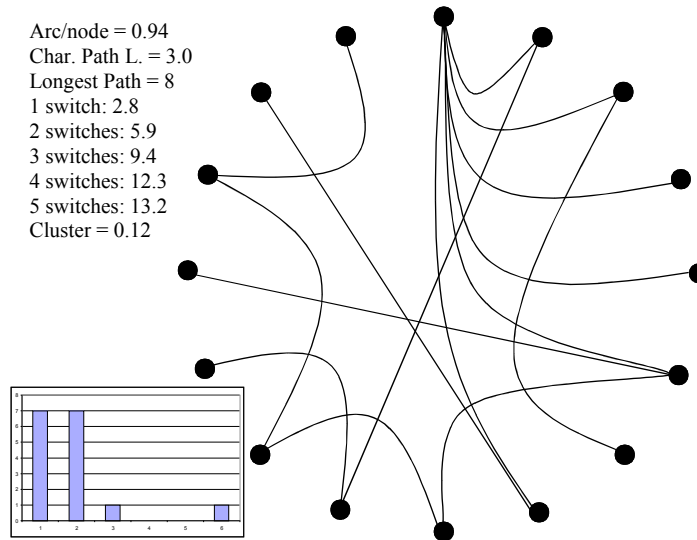 Arc/node = 0.94
Char. Path L. = 3.0
Longest Path = 8
1 switch: 2.8
2 switches: 5.9
3 switches: 9.4
4 switches: 12.3
5 switches: 13.2
Cluster = 0.12
8
7
6
5
4
3
2
1
0
1 2 3 4 5 6